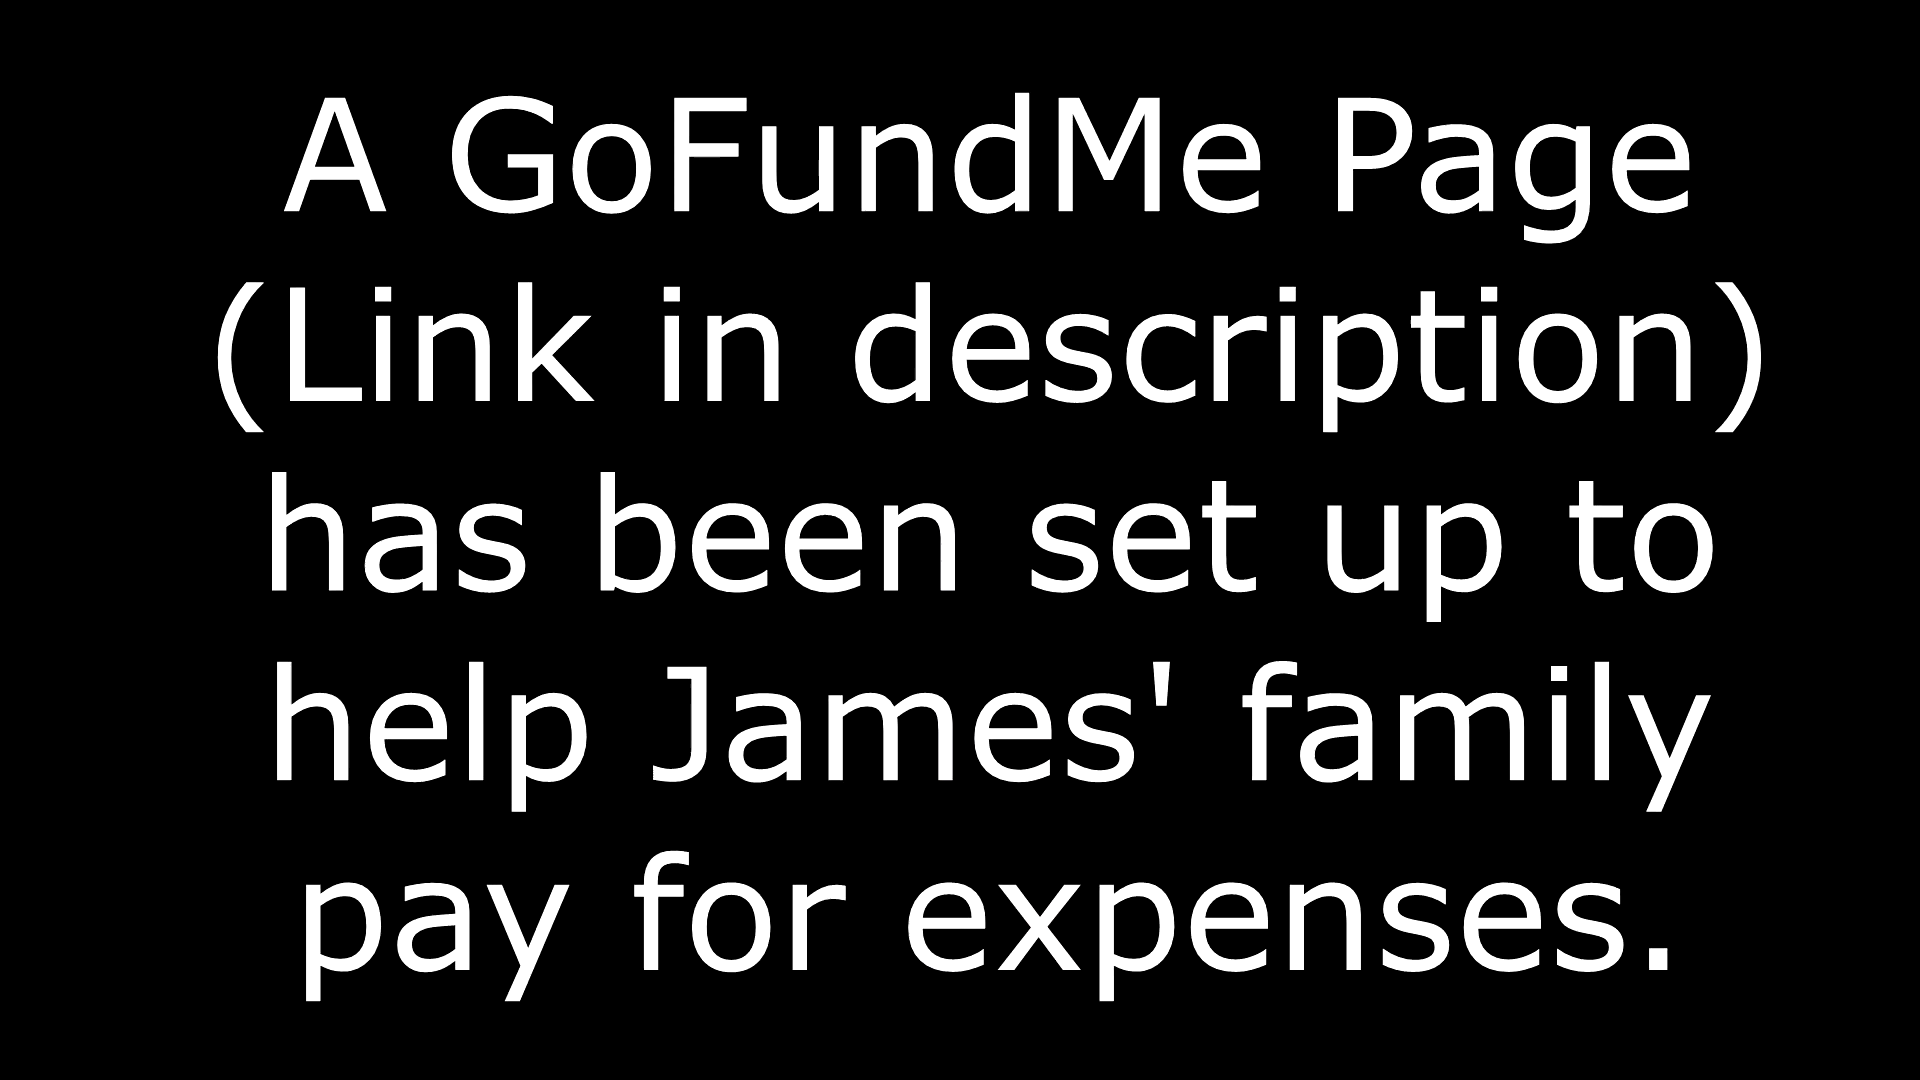 A GoFundMe Page
(Link in description)
has been set up to
help James' family
pay for expenses.